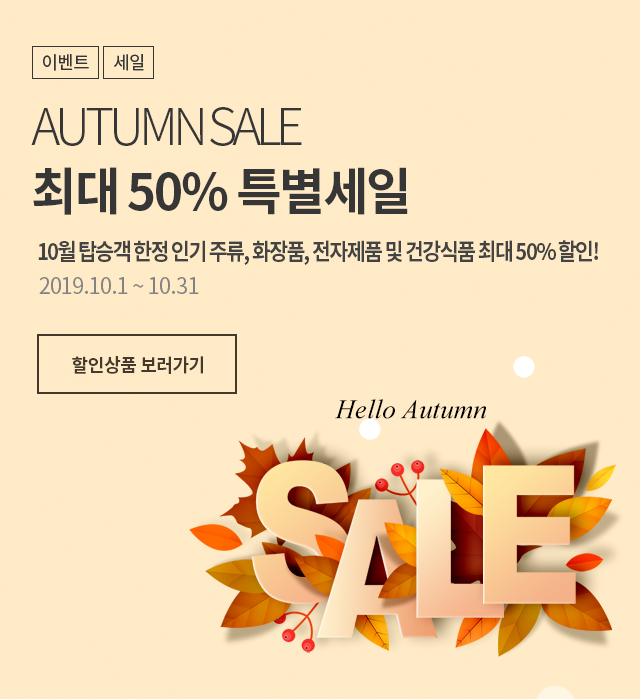 이벤트 세일
AUTUMN SALE
최대 50% 특별세일
10월 탑승객 한정 인기 주류, 화장품, 전자제품 및 건강식품 최대 50% 할인!
2019.10.1 ~ 10.31
할인상품 보러가기
Hello Autumn
SALE